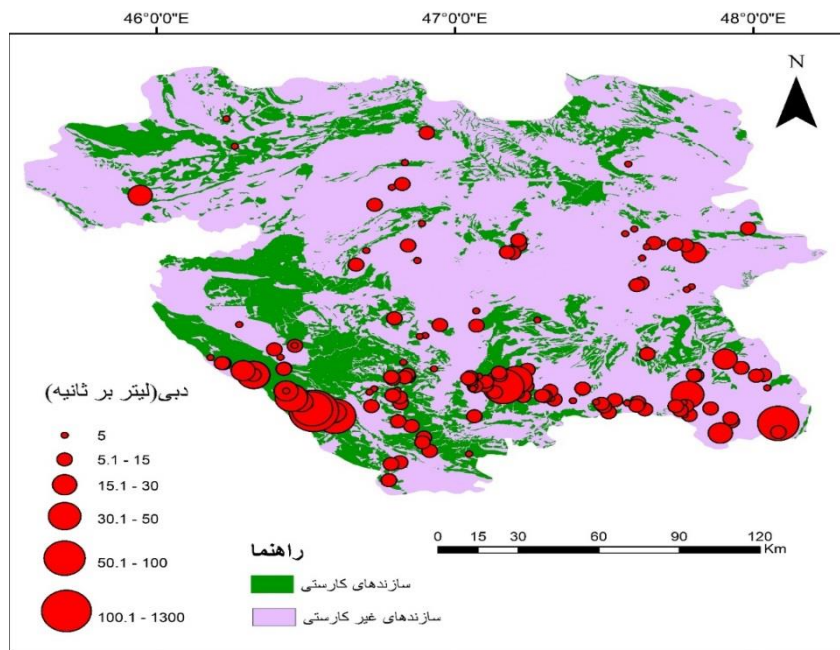 46°0'0"E 47°0'0"E 48°0'0"E
N
دبی(لیتر بر ثانیه)
5
5.1 - 15
15.1 - 30
30.1 - 50
50.1 - 100
100.1 - 1300
راهنما
سازندهای کارستی
سازندهای غیر کارستی
0 15 30 60 90 120
Km